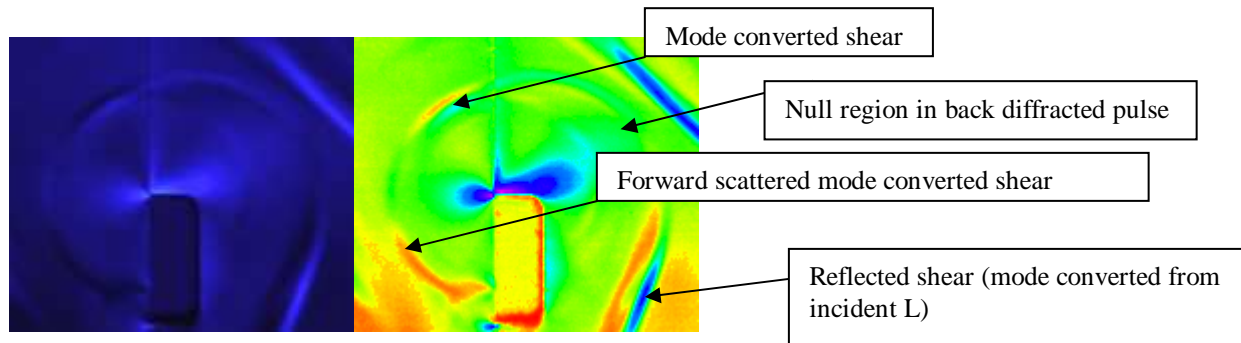 Mode converted shear
Null region in back diffracted pulse
Forward scattered mode converted shear
Reflected shear (mode converted from
incident L)